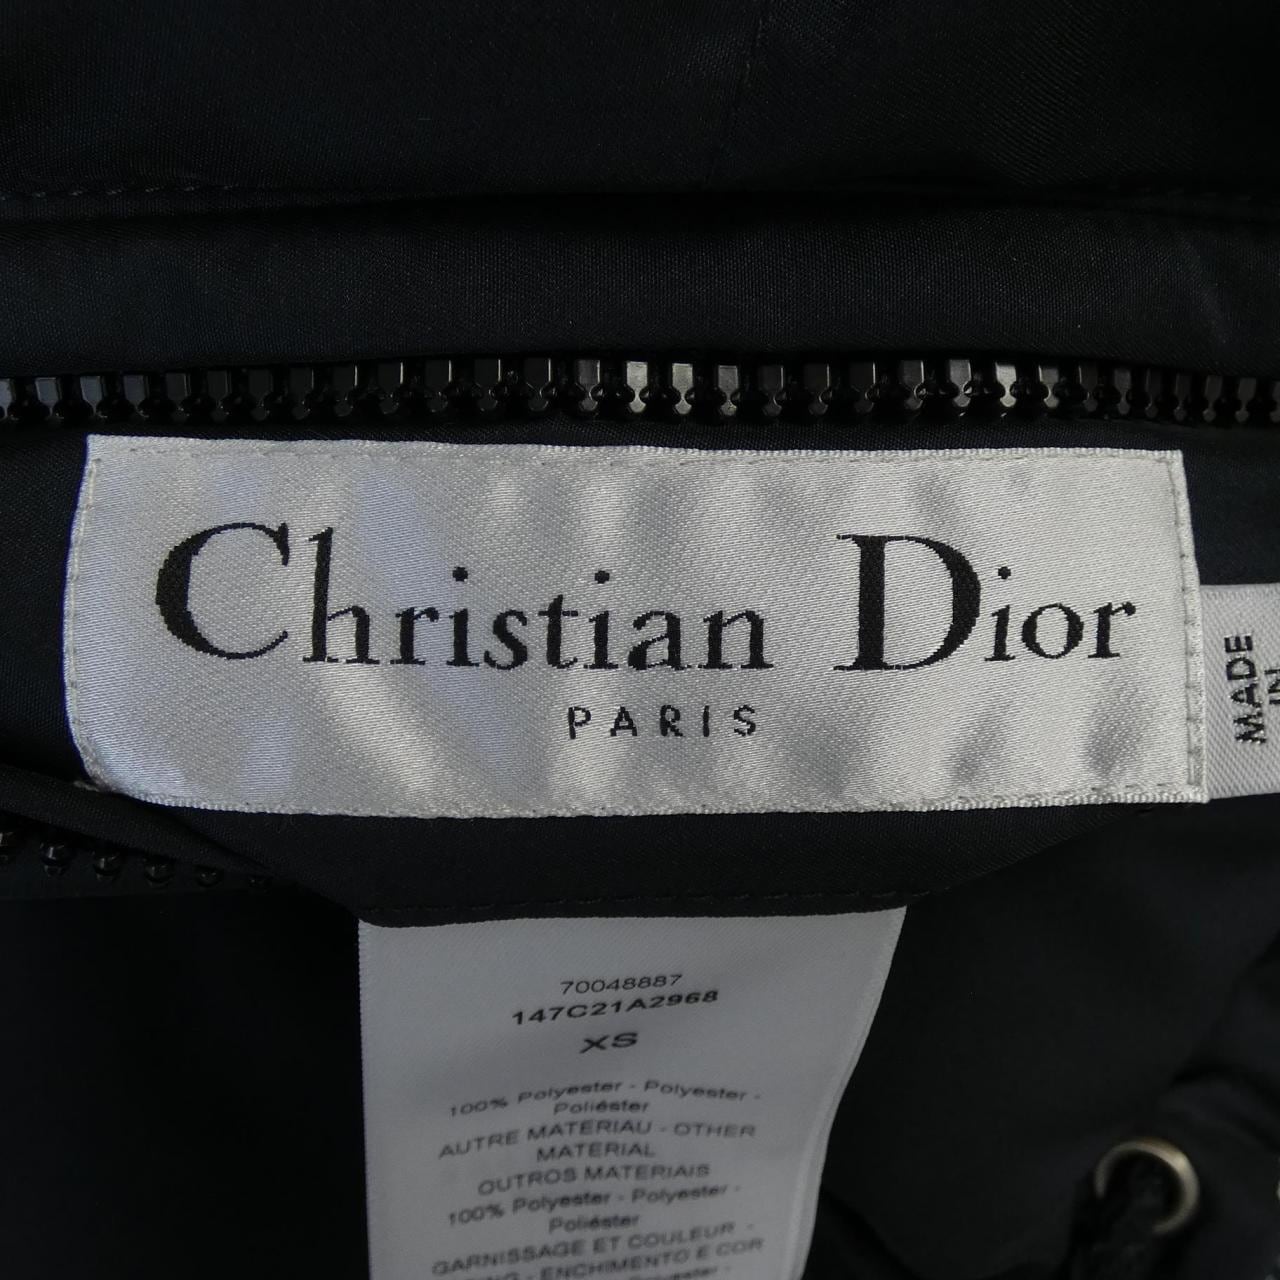 Christian Dior
PARIS
MADE
IN
70048887
147C21A2968
XS
100% Polyester - Polyester -
Poliéster
AUTRE MATERIAU - OTHER
MATERIAL
OUTROS MATERIAIS
100% Polyester - Polyester -
Poliéster
GARNISSAGE ET COULEUR -
- ENCHIMENTO E COR
Polyester -